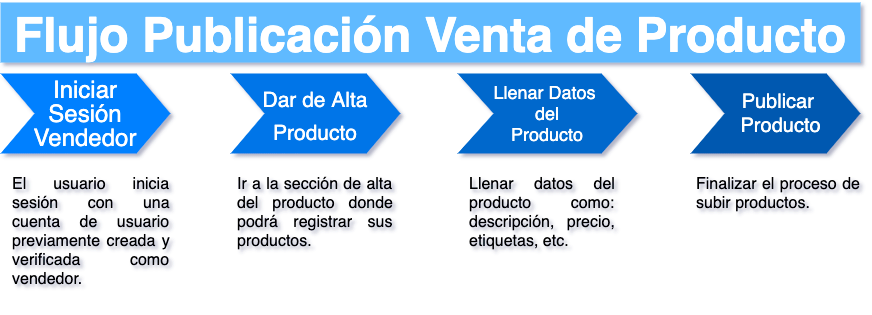 Flujo Publicación Venta de Producto
Iniciar
Sesión
Vendedor
Dar de Alta
Producto
Llenar Datos
del
Producto
Publicar
Producto
El usuario inicia
sesión con una
cuenta de usuario
previamente creada y
verificada como
vendedor.
Ir a la sección de alta
del producto donde
podrá registrar sus
productos.
Llenar datos del
producto como:
descripción, precio,
etiquetas, etc.
Finalizar el proceso de
subir productos.